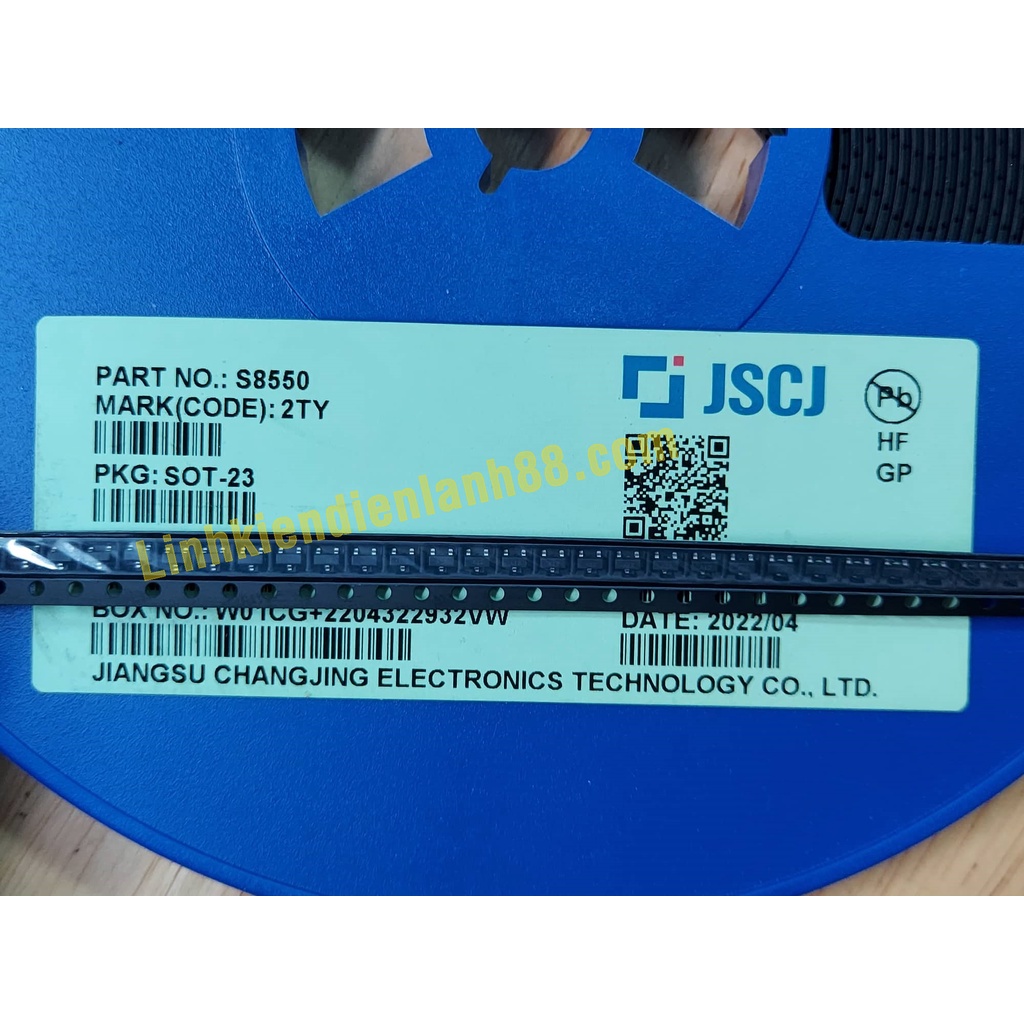 PART NO.: S8550
MARK(CODE): 2TY
PKG: SOT-23
JSCJ
Pb
HF
GP
Linhkiendienlanh88.com
BOX NO.: W01CG+2204322932VW
DATE: 2022/04
JIANGSU CHANGJING ELECTRONICS TECHNOLOGY CO., LTD.